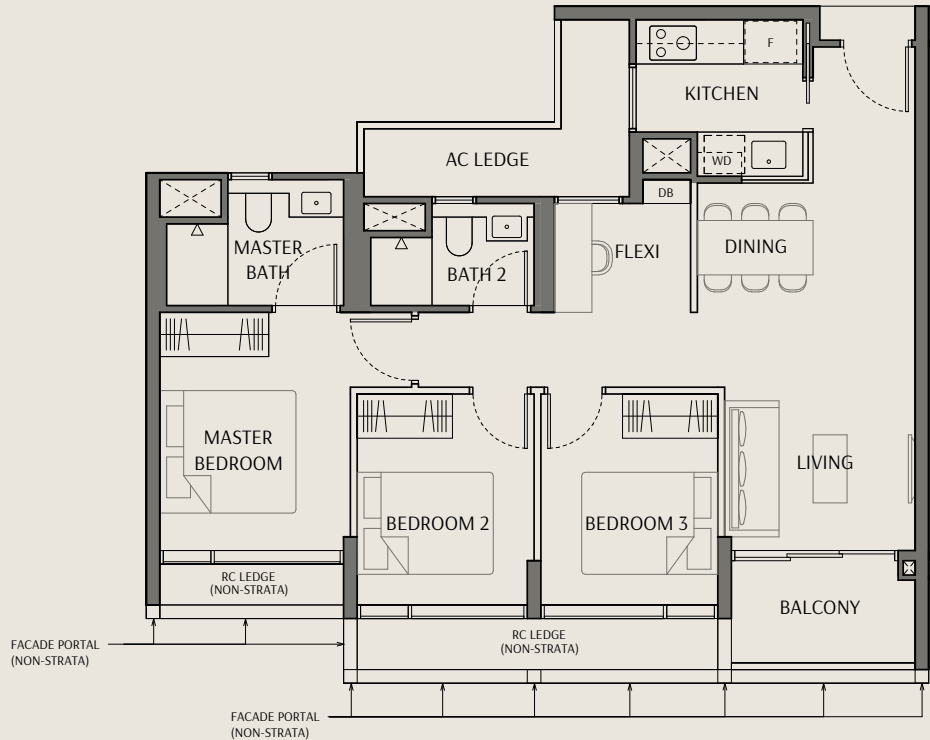 F
KITCHEN
AC LEDGE
WD
DB
MASTER
BATH
BATH 2
FLEXI
DINING
MASTER
BEDROOM
LIVING
BEDROOM 2
BEDROOM 3
RC LEDGE
(NON-STRATA)
BALCONY
RC LEDGE
(NON-STRATA)
FACADE PORTAL
(NON-STRATA)
FACADE PORTAL
(NON-STRATA)